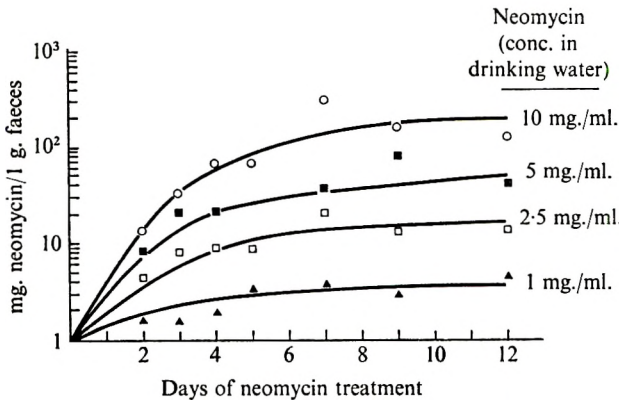 Neomycin
(conc. in
drinking water)
10³
10²
10
1
mg. neomycin/1 g. faeces
10 mg./ml.
5 mg./ml.
2·5 mg./ml.
1 mg./ml.
2 4 6 8 10 12
Days of neomycin treatment